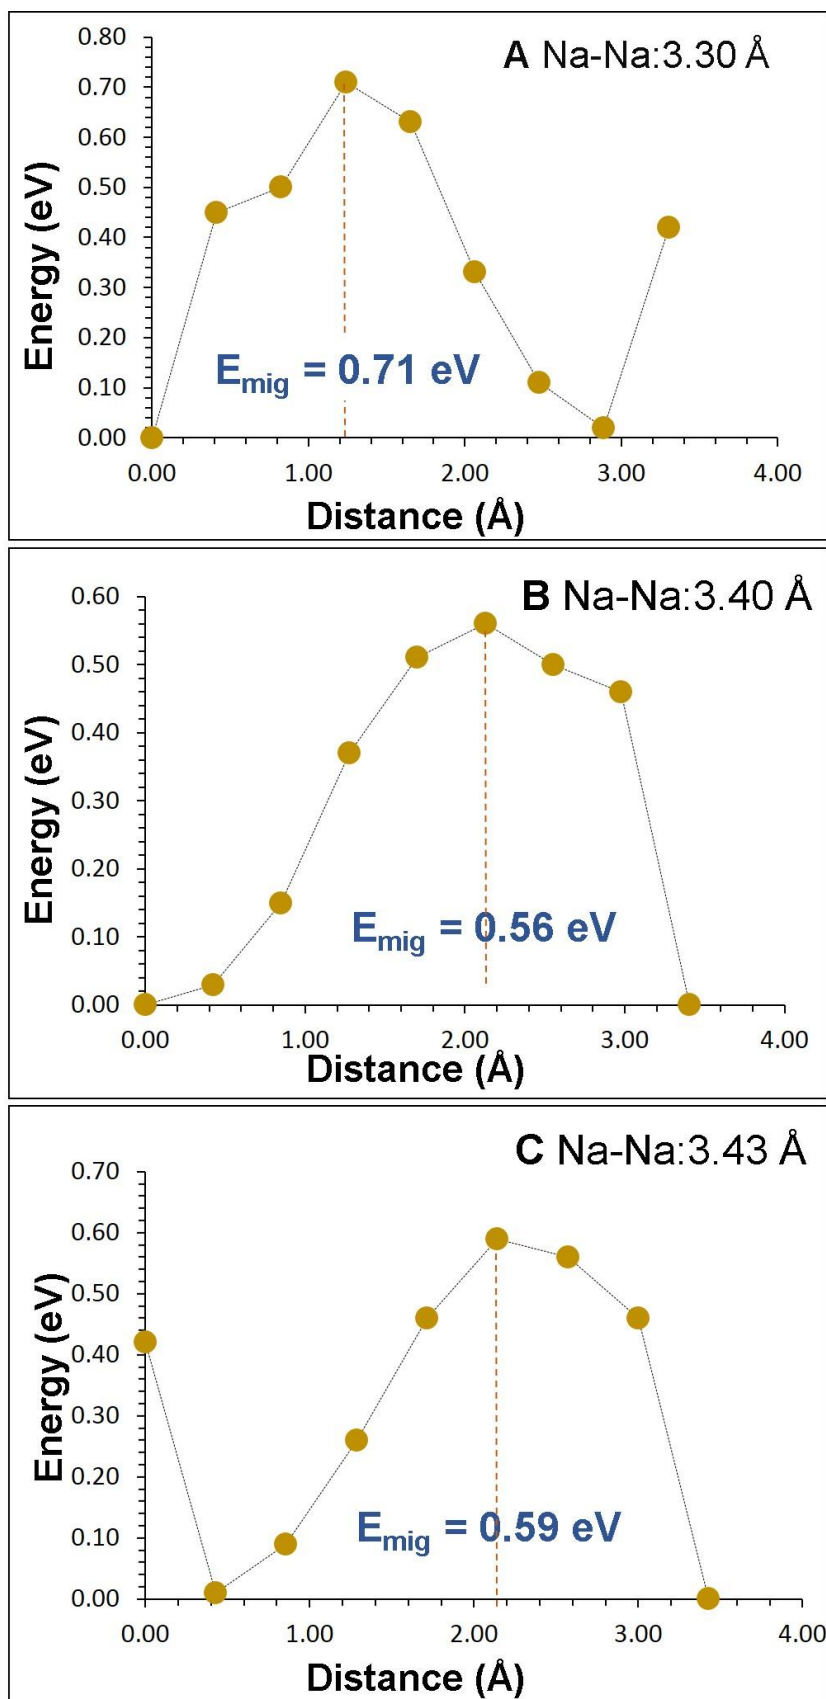 A Na-Na:3.30 Å
0.80
0.70
0.60
0.50
0.40
0.30
0.20
0.10
0.00
Energy (eV)
E_mig = 0.71 eV
0.00 1.00 2.00 3.00 4.00
Distance (Å)
B Na-Na:3.40 Å
0.60
0.50
0.40
0.30
0.20
0.10
0.00
Energy (eV)
E_mig = 0.56 eV
0.00 1.00 2.00 3.00 4.00
Distance (Å)
C Na-Na:3.43 Å
0.70
0.60
0.50
0.40
0.30
0.20
0.10
0.00
Energy (eV)
E_mig = 0.59 eV
0.00 1.00 2.00 3.00 4.00
Distance (Å)